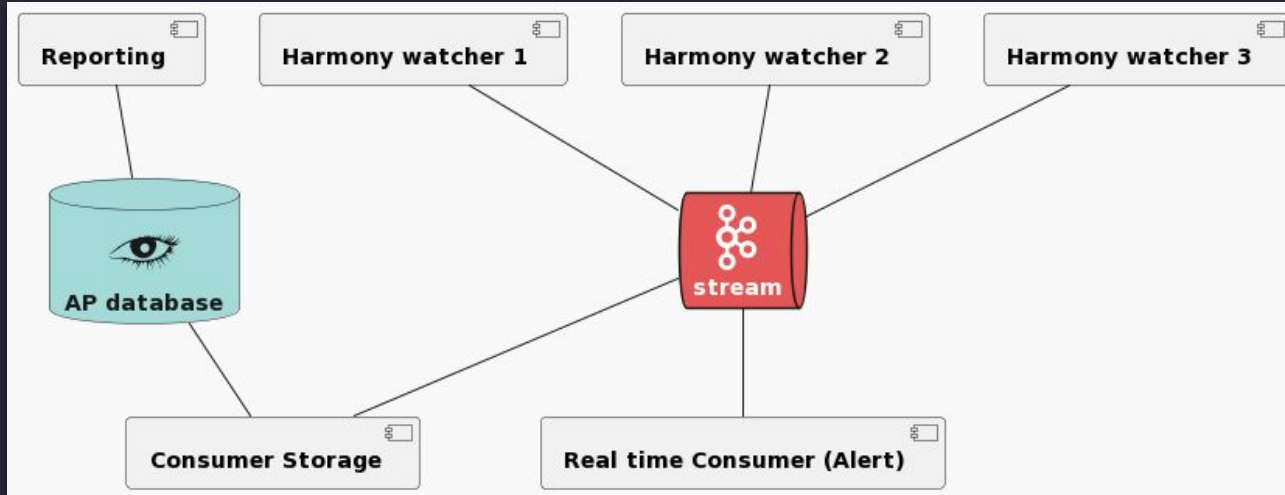 Reporting
Harmony watcher 1
Harmony watcher 2
Harmony watcher 3
AP database
stream
Consumer Storage
Real time Consumer (Alert)